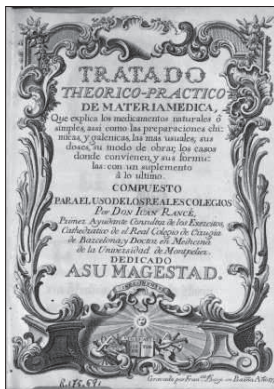 TRATADO
THEORICO-PRACTICO
DE MATERIA MEDICA,
Que explica los medicamentos naturales ó
simples, assi como las preparaciones chi-
micas, y galenicas, las mas usuales; sus
doses, su modo de obrar, los casos
donde convienen, y sus formu-
las: con un suplemento
á lo ultimo.
COMPUESTO
PARA EL USO DE LOS REALES COLEGIOS
Por DON IUAN RANCÉ,
Primer Ayudante Consultor de los Exercitos,
Cathedratico de el Real Colegio de Cirugia
de Barcelona, y Doctor en Medicina
de la Universidad de Montpeller.
DEDICADO
A SU MAGESTAD.
Gravada por